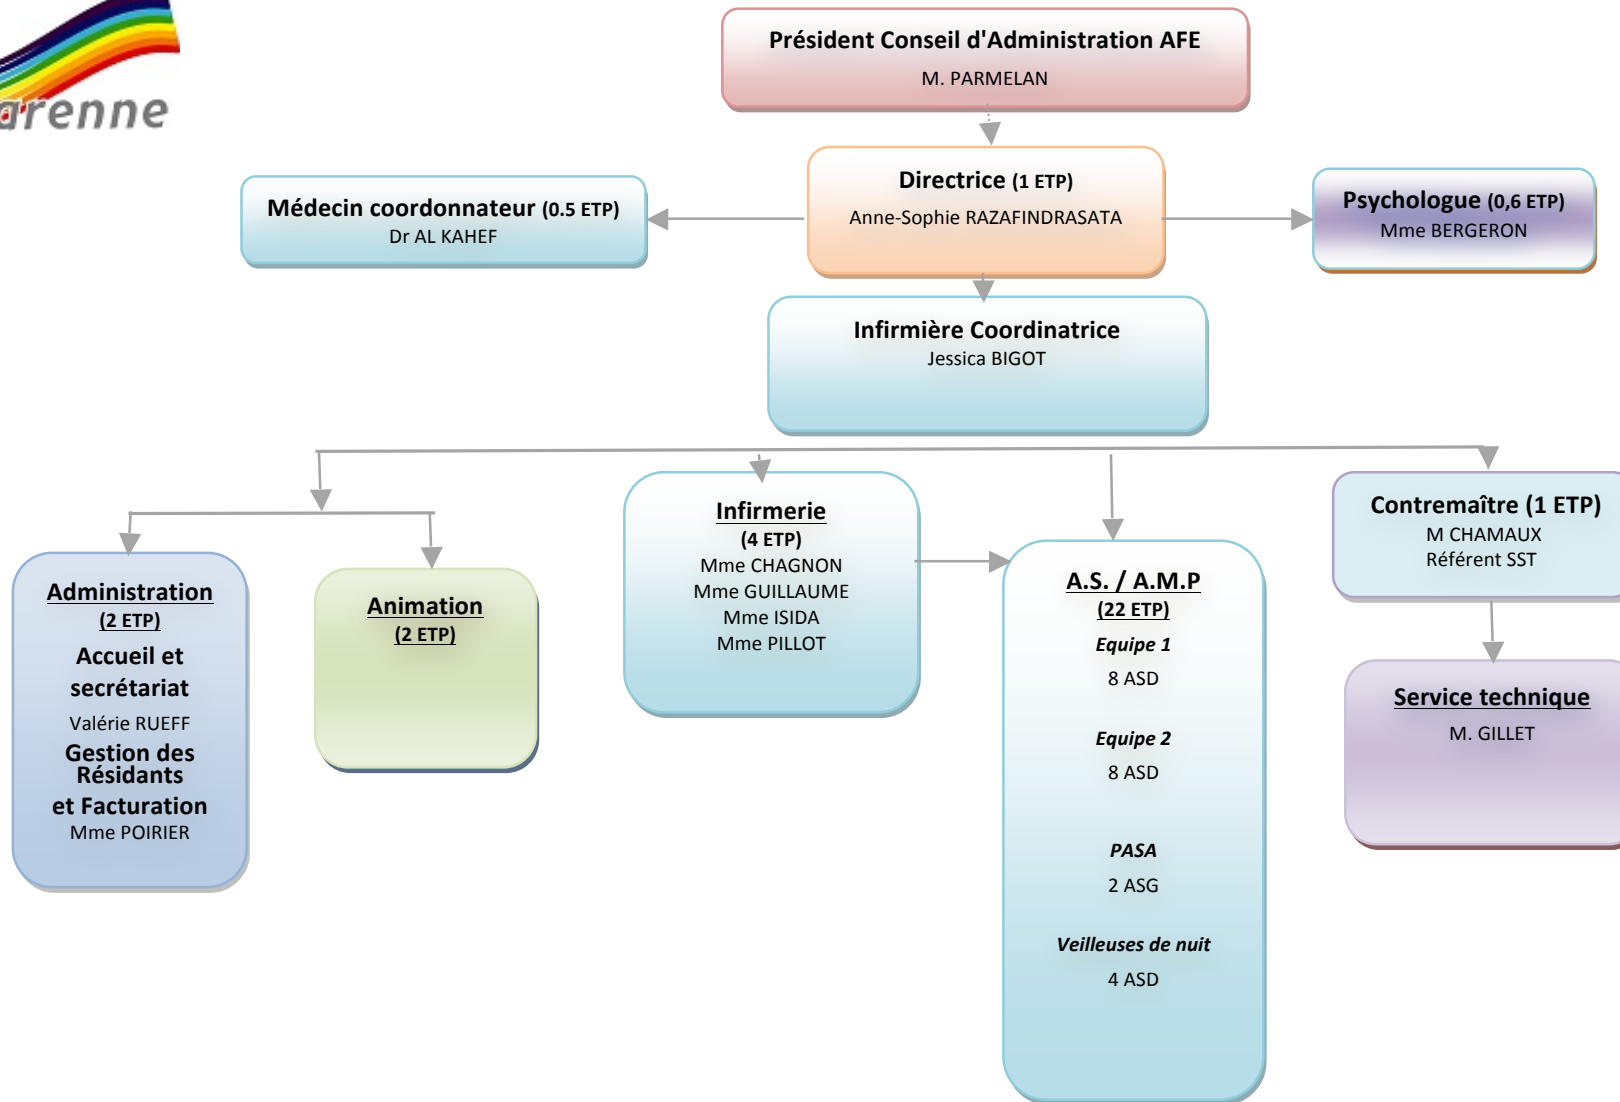 arenne
Président Conseil d'Administration AFE
M. PARMELAN
Directrice (1 ETP)
Anne-Sophie RAZAFINDRASATA
Médecin coordonnateur (0.5 ETP)
Dr AL KAHEF
Psychologue (0,6 ETP)
Mme BERGERON
Infirmière Coordinatrice
Jessica BIGOT
Administration
(2 ETP)
Accueil et
secrétariat
Valérie RUEFF
Gestion des
Résidants
et Facturation
Mme POIRIER
Animation
(2 ETP)
Infirmerie
(4 ETP)
Mme CHAGNON
Mme GUILLAUME
Mme ISIDA
Mme PILLOT
A.S. / A.M.P
(22 ETP)
Equipe 1
8 ASD
Equipe 2
8 ASD
PASA
2 ASG
Veilleuses de nuit
4 ASD
Contremaître (1 ETP)
M CHAMAUX
Référent SST
Service technique
M. GILLET